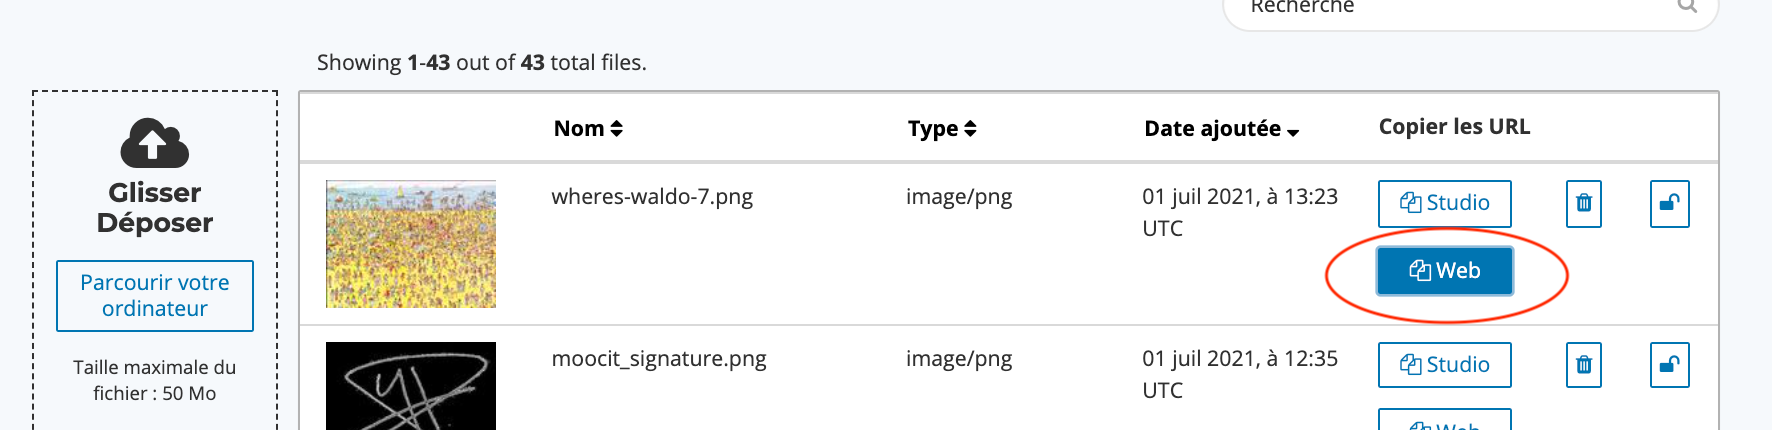 Recherche
Showing 1-43 out of 43 total files.
Glisser
Déposer
Parcourir votre
ordinateur
Taille maximale du
fichier : 50 Mo
Nom Type Date ajoutée Copier les URL
wheres-waldo-7.png image/png 01 juil 2021, à 13:23 Studio
UTC
Web
moocit_signature.png image/png 01 juil 2021, à 12:35 Studio
UTC
Web